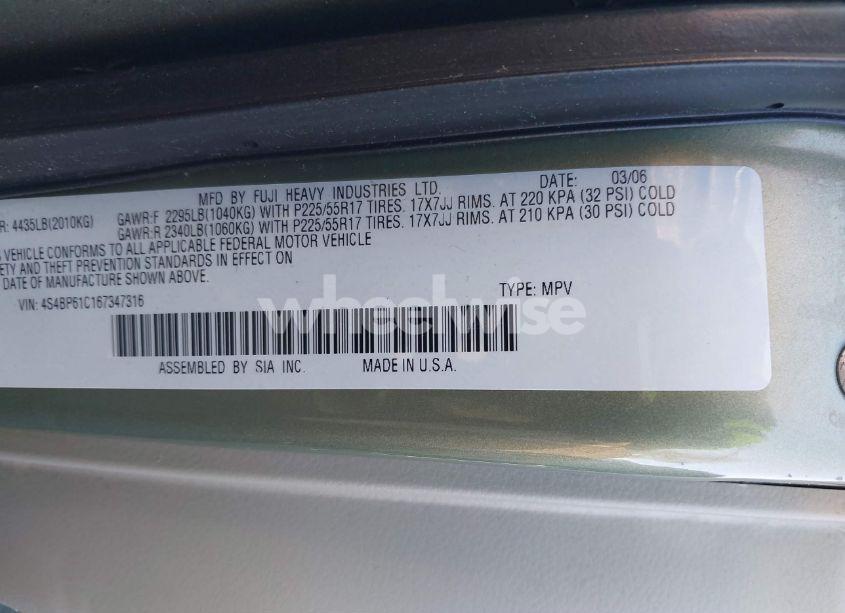 MFD BY FUJI HEAVY INDUSTRIES LTD. DATE: 03/06
R: 4435LB(2010KG) GAWR:F 2295LB(1040KG) WITH P225/55R17 TIRES. 17X7JJ RIMS. AT 220 KPA (32 PSI) COLD
GAWR:R 2340LB(1060KG) WITH P225/55R17 TIRES. 17X7JJ RIMS. AT 210 KPA (30 PSI) COLD
S VEHICLE CONFORMS TO ALL APPLICABLE FEDERAL MOTOR VEHICLE
ETY AND THEFT PREVENTION STANDARDS IN EFFECT ON
DATE OF MANUFACTURE SHOWN ABOVE.
VIN: 4S4BP61C167347316 TYPE: MPV
wheelwise
ASSEMBLED BY SIA INC. MADE IN U.S.A.